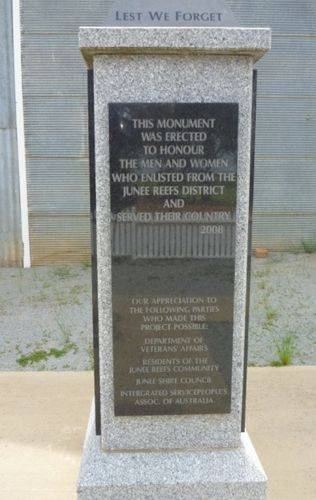 LEST WE FORGET
THIS MONUMENT
WAS ERECTED
TO HONOUR
THE MEN AND WOMEN
WHO ENLISTED FROM THE
JUNEE REEFS DISTRICT
AND
SERVED THEIR COUNTRY
2008
OUR APPRECIATION TO
THE FOLLOWING PARTIES
WHO MADE THIS
PROJECT POSSIBLE:
DEPARTMENT OF
VETERANS' AFFAIRS
RESIDENTS OF THE
JUNEE REEFS COMMUNITY
JUNEE SHIRE COUNCIL
INTERGRATED SERVICEPEOPLE'S
ASSOC. OF AUSTRALIA